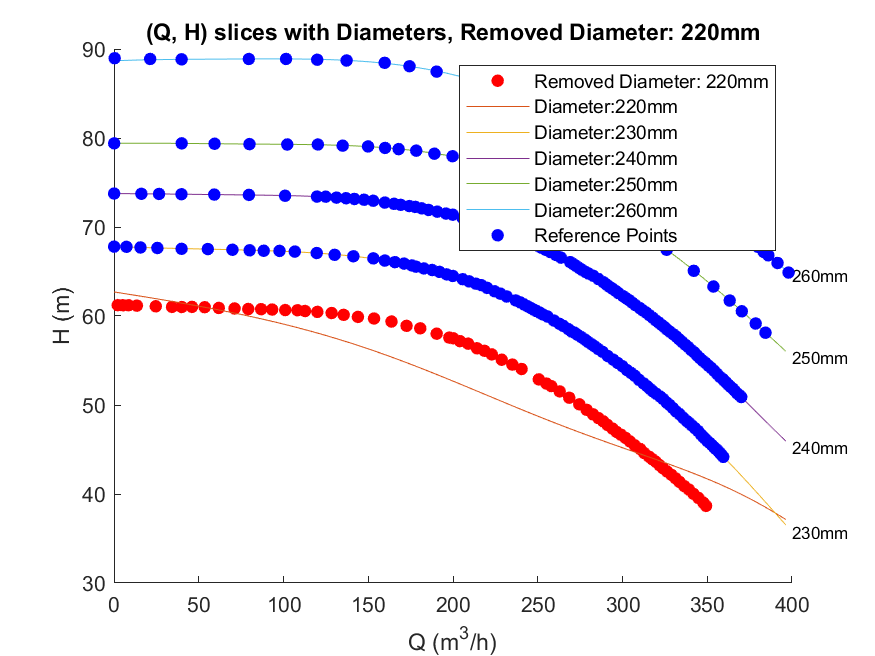 (Q, H) slices with Diameters, Removed Diameter: 220mm
90
80
70
60
50
40
30
H (m)
Removed Diameter: 220mm
Diameter:220mm
Diameter:230mm
Diameter:240mm
Diameter:250mm
Diameter:260mm
Reference Points
260mm
250mm
240mm
230mm
0 50 100 150 200 250 300 350 400
Q (m³/h)